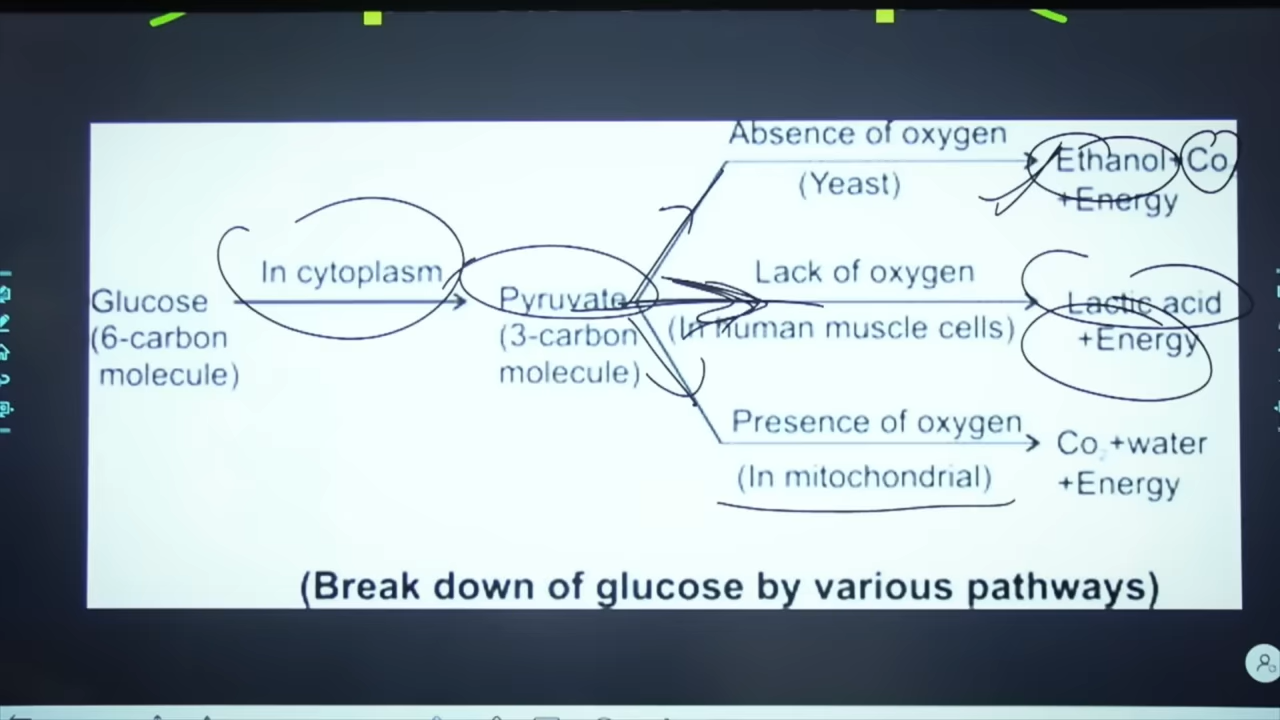 Absence of oxygen
(Yeast)
Ethanol+Co
+Energy
In cytoplasm
Glucose
(6-carbon
molecule)
Pyruvate
(3-carbon
molecule)
Lack of oxygen
(In human muscle cells)
Lactic acid
+Energy
Presence of oxygen
(In mitochondrial)
Co2+water
+Energy
(Break down of glucose by various pathways)